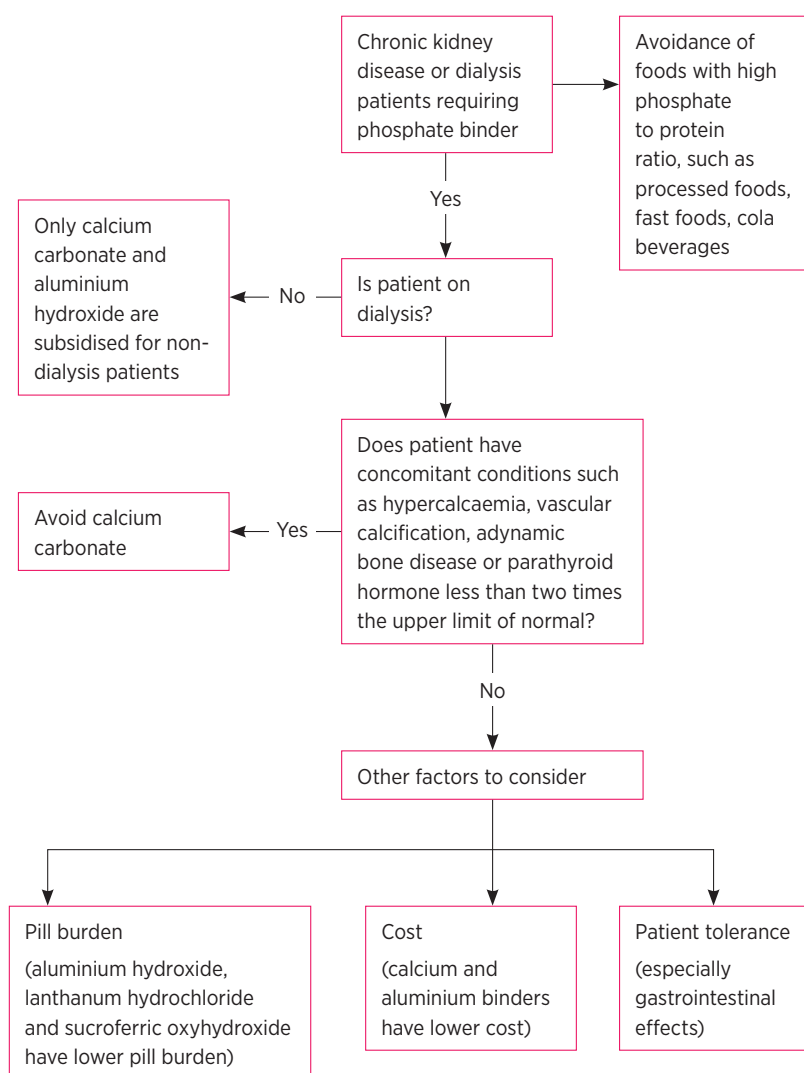 Chronic kidney
disease or dialysis
patients requiring
phosphate binder
Avoidance of
foods with high
phosphate
to protein
ratio, such as
processed foods,
fast foods, cola
beverages
Yes
Only calcium
carbonate and
aluminium
hydroxide are
subsidised for non-
dialysis patients
No
Is patient on
dialysis?
Does patient have
concomitant conditions such
as hypercalcaemia, vascular
calcification, adynamic
bone disease or parathyroid
hormone less than two times
the upper limit of normal?
Yes
Avoid calcium
carbonate
No
Other factors to consider
Pill burden
(aluminium hydroxide,
lanthanum hydrochloride
and sucroferric oxyhydroxide
have lower pill burden)
Cost
(calcium and
aluminium binders
have lower cost)
Patient tolerance
(especially
gastrointestinal
effects)